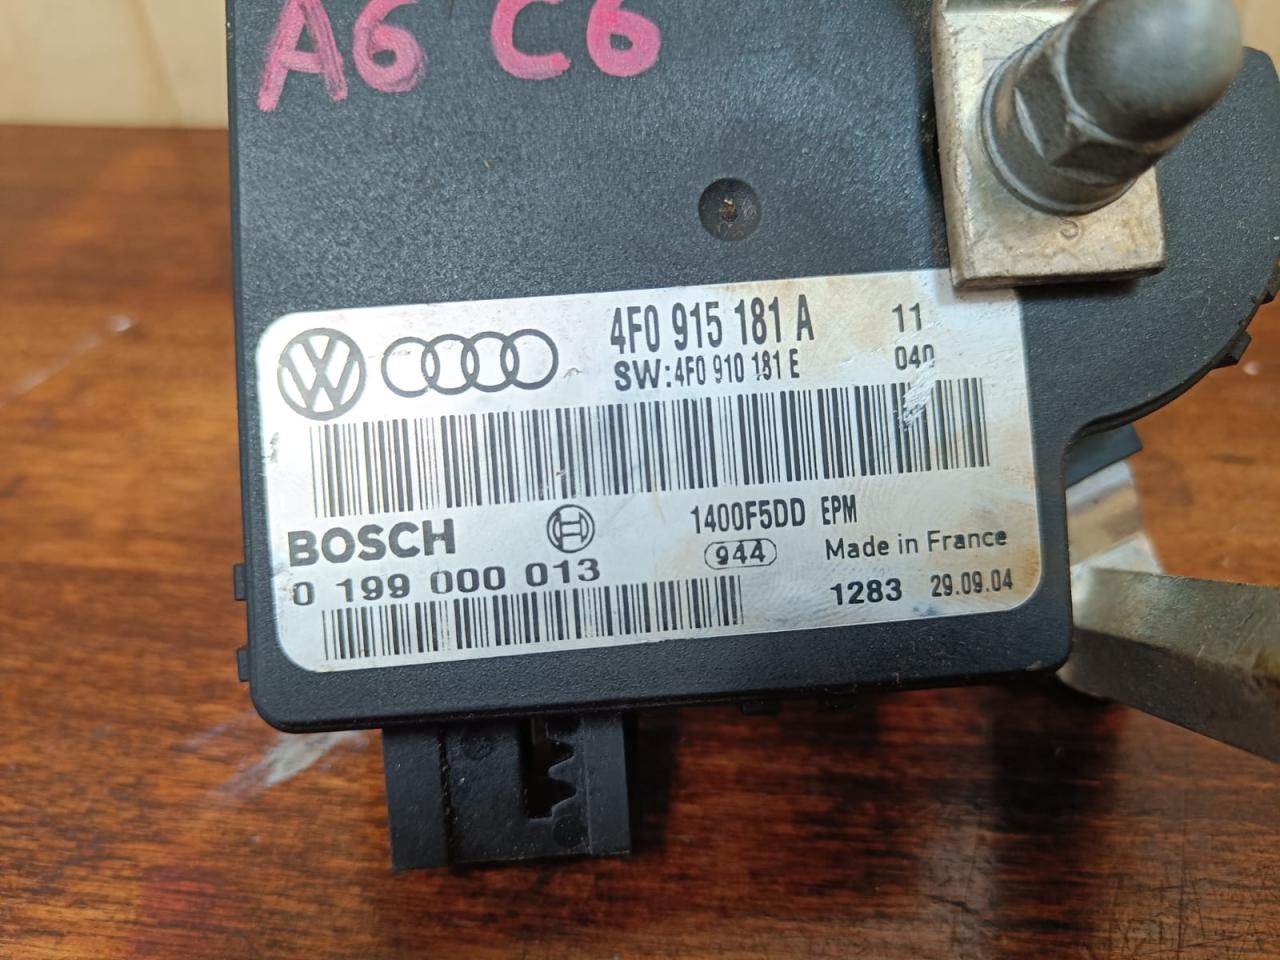 A6 C6
4F0 915 181 A 11
SW:4F0 910 181 E 040
BOSCH 1400F5DD EPM
944 Made in France
0 199 000 013
1283 29.09.04